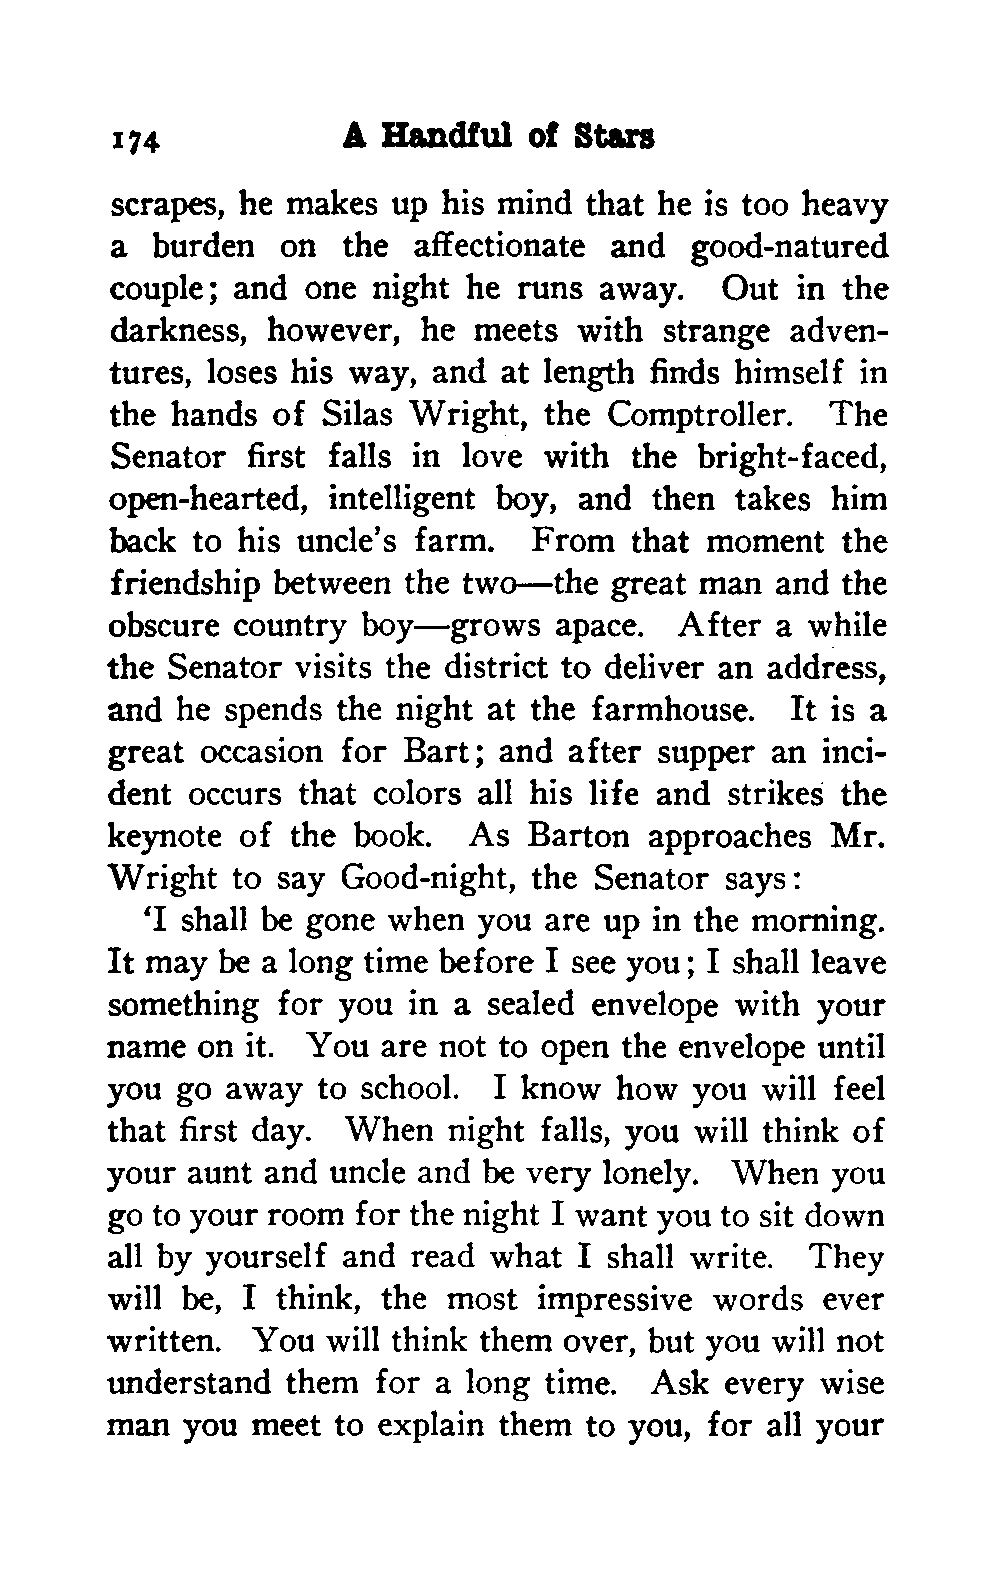 174 A Handful of Stars
scrapes, he makes up his mind that he is too heavy
a burden on the affectionate and good-natured
couple; and one night he runs away. Out in the
darkness, however, he meets with strange adven-
tures, loses his way, and at length finds himself in
the hands of Silas Wright, the Comptroller. The
Senator first falls in love with the bright-faced,
open-hearted, intelligent boy, and then takes him
back to his uncle's farm. From that moment the
friendship between the two—the great man and the
obscure country boy—grows apace. After a while
the Senator visits the district to deliver an address,
and he spends the night at the farmhouse. It is a
great occasion for Bart; and after supper an inci-
dent occurs that colors all his life and strikes the
keynote of the book. As Barton approaches Mr.
Wright to say Good-night, the Senator says:
'I shall be gone when you are up in the morning.
It may be a long time before I see you; I shall leave
something for you in a sealed envelope with your
name on it. You are not to open the envelope until
you go away to school. I know how you will feel
that first day. When night falls, you will think of
your aunt and uncle and be very lonely. When you
go to your room for the night I want you to sit down
all by yourself and read what I shall write. They
will be, I think, the most impressive words ever
written. You will think them over, but you will not
understand them for a long time. Ask every wise
man you meet to explain them to you, for all your